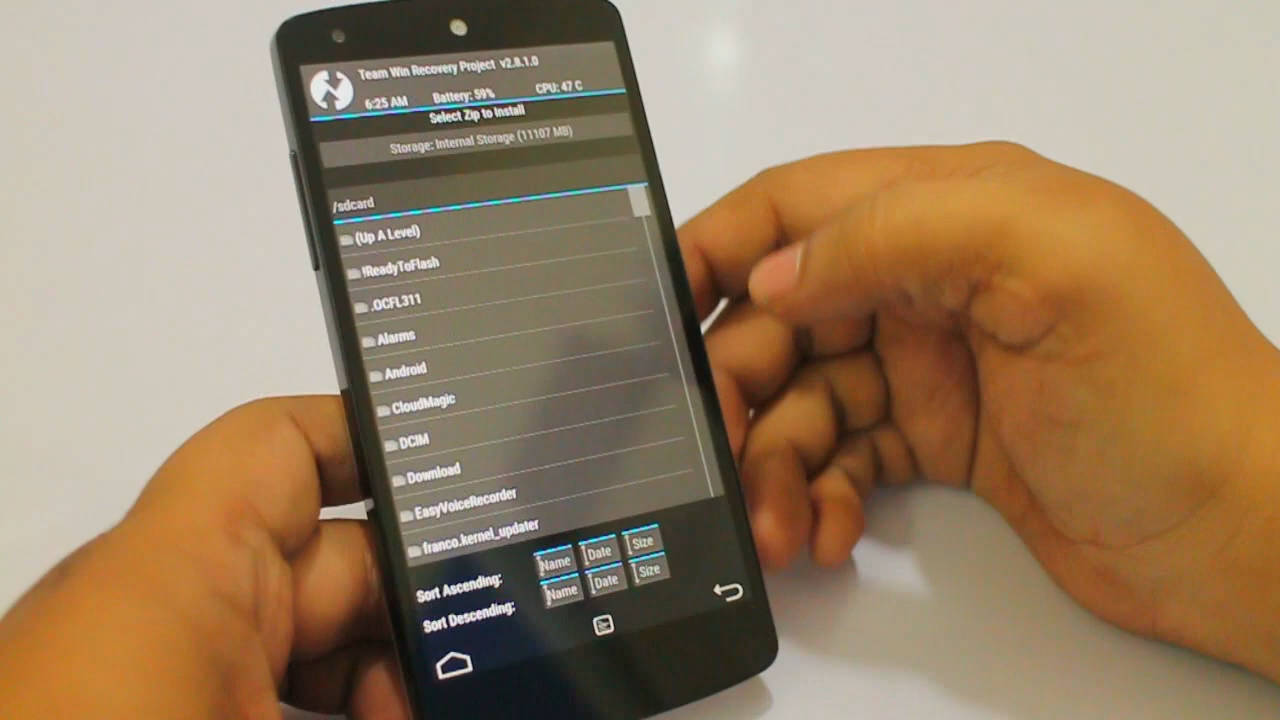 Team Win Recovery Project v2.8.1.0
6:25 AM Battery: 59% CPU: 47 C
Select Zip to Install
Storage: Internal Storage (11107 MB)
/sdcard
(Up A Level)
!ReadyToFlash
.OCFL311
Alarms
Android
CloudMagic
DCIM
Download
EasyVoiceRecorder
franco.kernel_updater
Sort Ascending: Name Date Size
Sort Descending: Name Date Size